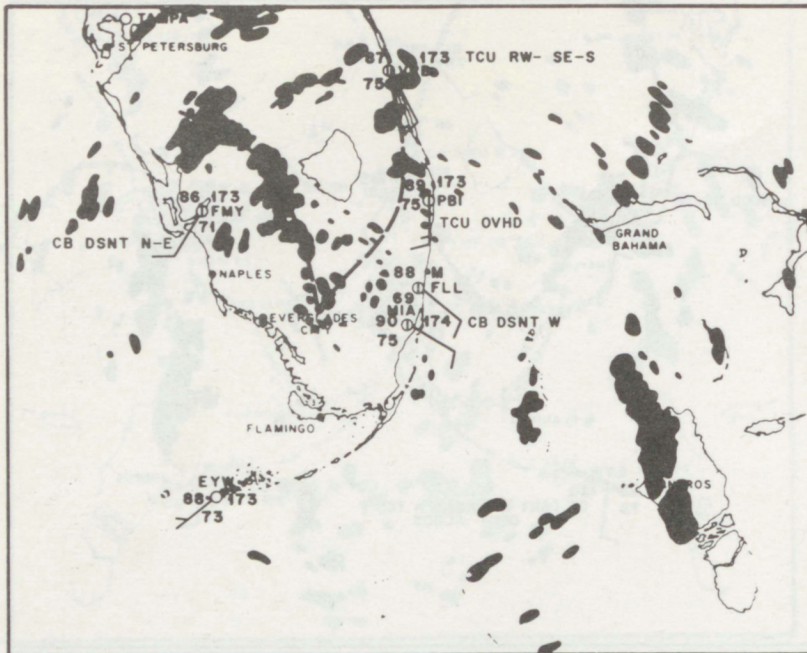 TAMPA
ST. PETERSBURG
87 173 TCU RW- SE-S
75
89 173
75 PBI
TCU OVHD
86 173
FMY
71
CB DSNT N-E
NAPLES
88 M
FLL
69
MIA
90 174
75
CB DSNT W
EVERGLADES
FLAMINGO
EYW
88 173
73
GRAND
BAHAMA